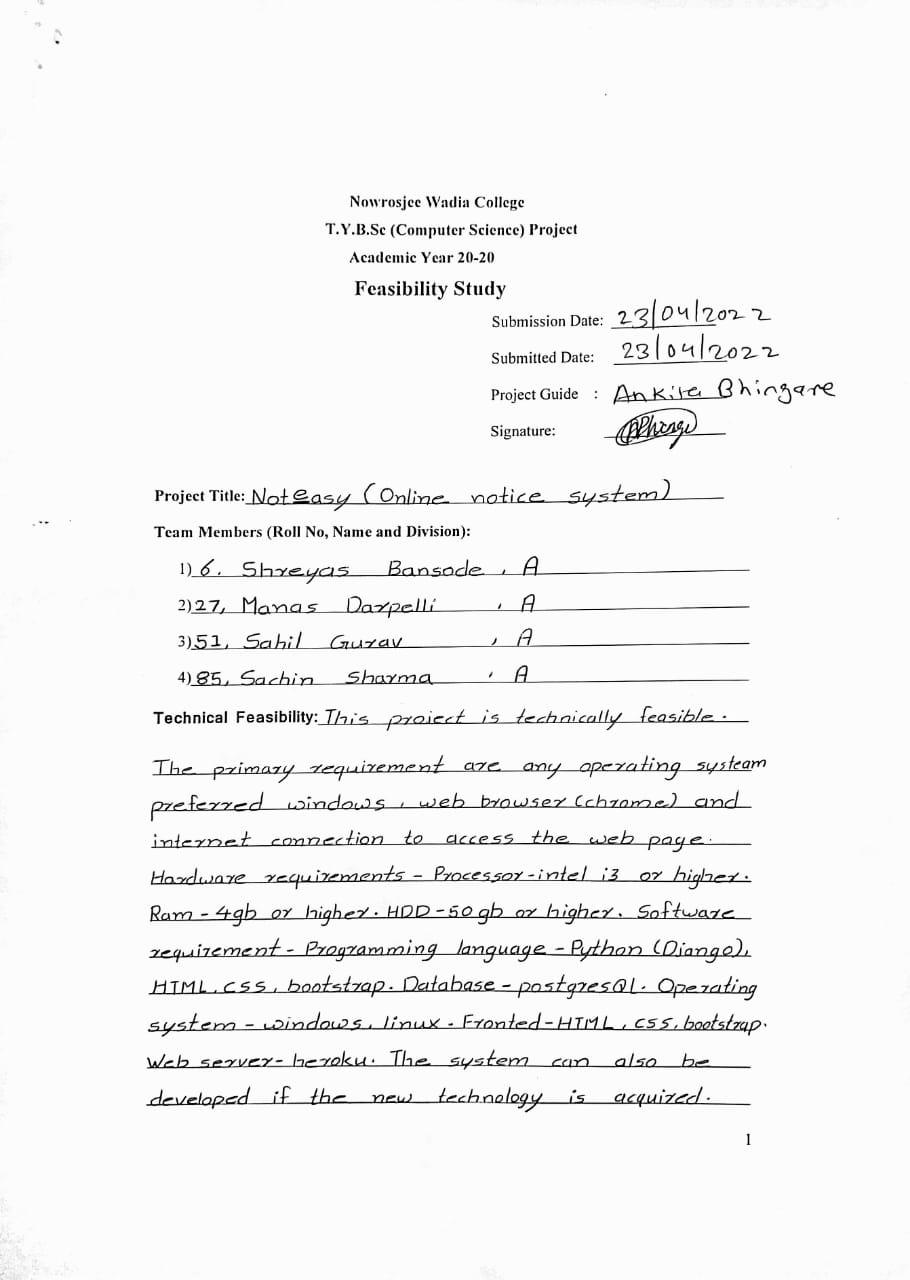 Nowrosjee Wadia College
T.Y.B.Sc (Computer Science) Project
Academic Year 20-20
Feasibility Study
Submission Date: 23/04/2022
Submitted Date: 23/04/2022
Project Guide : Ankita Bhingare
Signature:
Project Title: Noteasy (Online notice system)
Team Members (Roll No, Name and Division):
1) 6. Shreyas Bansode , A
2) 27, Manas Darpelli , A
3) 51, Sahil Gurav , A
4) 85, Sachin Sharma , A
Technical Feasibility: This project is technically feasible.
The primary requirement are any operating systeam
preferred windows , web browser (chrome) and
internet connection to access the web page.
Hardware requirements - Processor-intel i3 or higher.
Ram - 4gb or higher. HDD - 50 gb or higher. Software
requirement - Programming language - Python (Django),
HTML, css, bootstrap. Database - postgresQl. Operating
system - windows, linux. Fronted - HTML, css, bootstrap.
Web server- heroku. The system can also be
developed if the new technology is acquired.
1